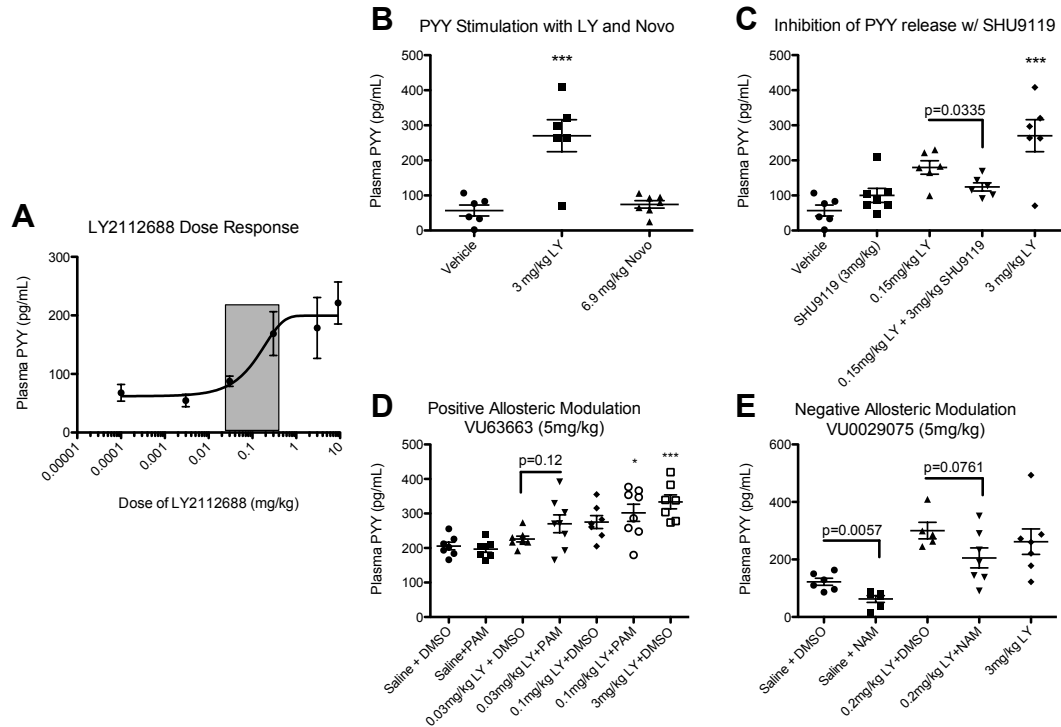 A
LY2112688 Dose Response
Plasma PYY (pg/mL)
300
200
100
0
0.00001
0.0001
0.001
0.01
0.1
1
10
Dose of LY2112688 (mg/kg)
B
PYY Stimulation with LY and Novo
Plasma PYY (pg/mL)
500
400
300
200
100
0
***
Vehicle
3 mg/kg LY
6.9 mg/kg Novo
C
Inhibition of PYY release w/ SHU9119
Plasma PYY (pg/mL)
500
400
300
200
100
0
p=0.0335
***
Vehicle
SHU9119 (3mg/kg)
0.15mg/kg LY
0.15mg/kg LY + 3mg/kg SHU9119
3 mg/kg LY
D
Positive Allosteric Modulation
VU63663 (5mg/kg)
Plasma PYY (pg/mL)
500
400
300
200
100
0
p=0.12
*
***
Saline + DMSO
Saline+PAM
0.03mg/kg LY + DMSO
0.03mg/kg LY+PAM
0.1mg/kg LY+DMSO
0.1mg/kg LY+PAM
3mg/kg LY+DMSO
E
Negative Allosteric Modulation
VU0029075 (5mg/kg)
Plasma PYY (pg/mL)
600
400
200
0
p=0.0057
p=0.0761
Saline + DMSO
Saline + NAM
0.2mg/kg LY+DMSO
0.2mg/kg LY+NAM
3mg/kg LY